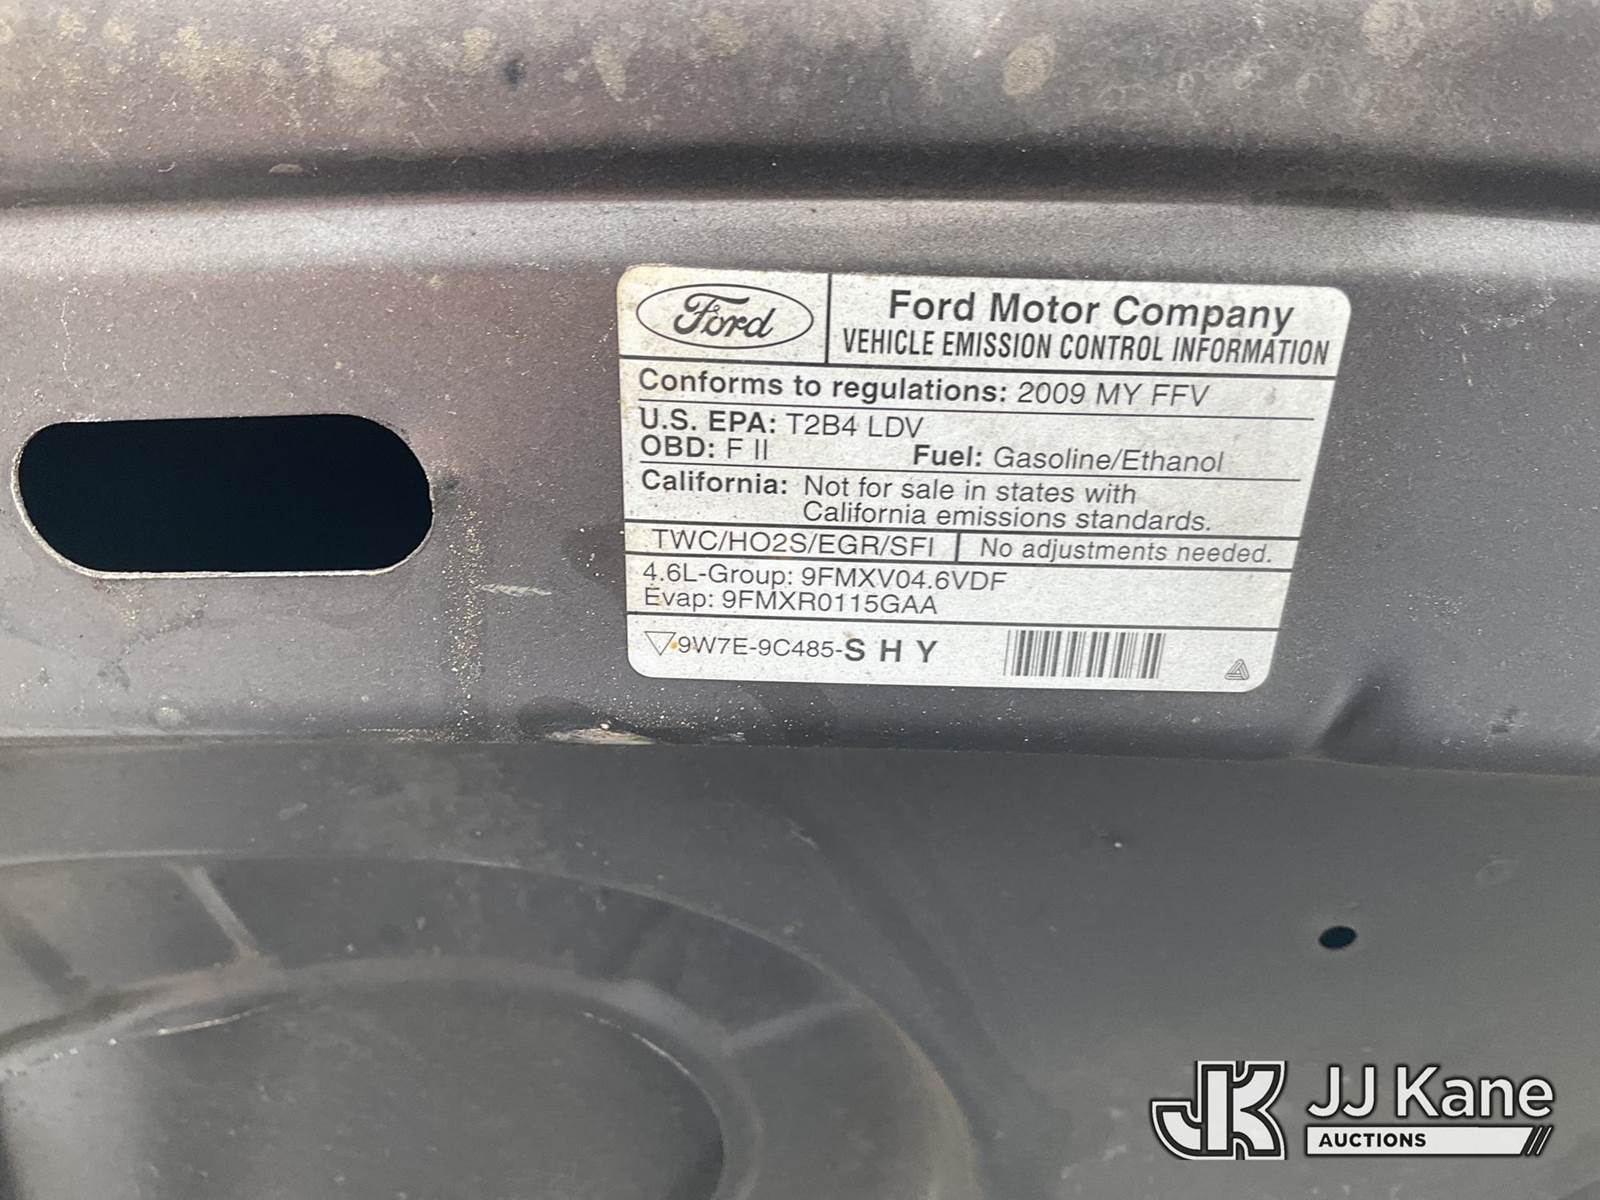 Ford
Ford Motor Company
VEHICLE EMISSION CONTROL INFORMATION
Conforms to regulations: 2009 MY FFV
U.S. EPA: T2B4 LDV
OBD: F II Fuel: Gasoline/Ethanol
California: Not for sale in states with
California emissions standards.
TWC/HO2S/EGR/SFI No adjustments needed.
4.6L-Group: 9FMXV04.6VDF
Evap: 9FMXR0115GAA
9W7E-9C485-SHY
JK JJ Kane
AUCTIONS